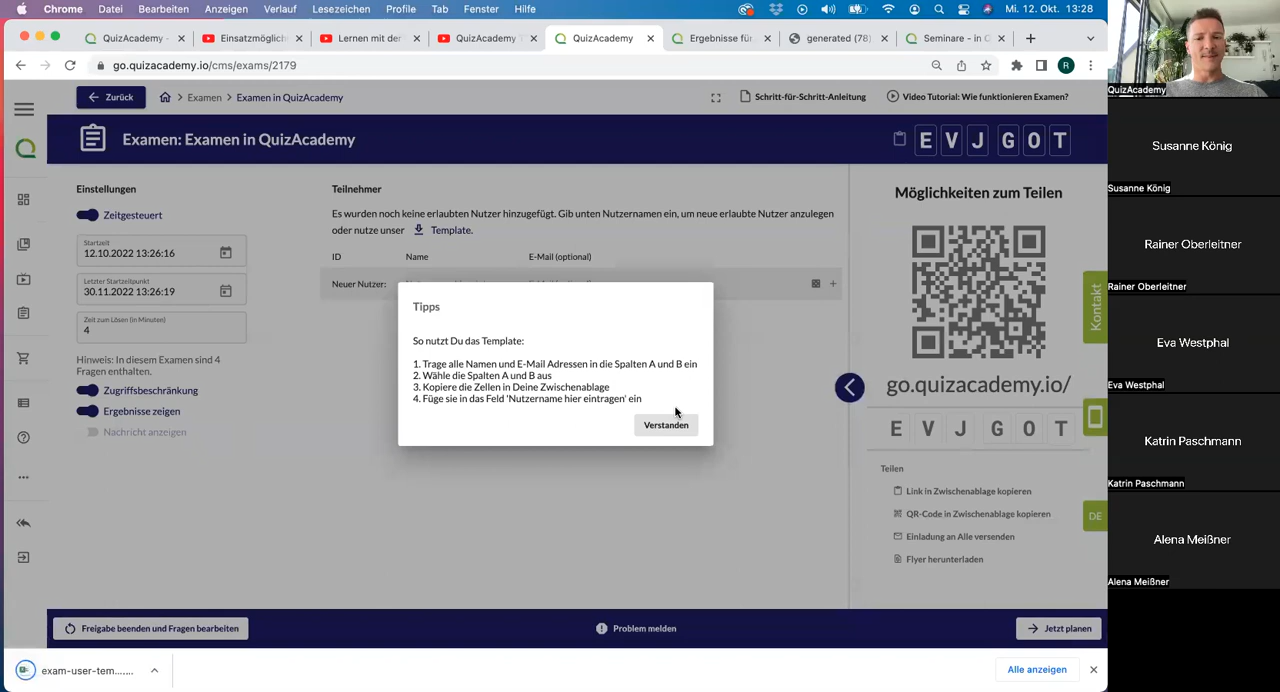 Chrome Datei Bearbeiten Anzeigen Verlauf Lesezeichen Profile Tab Fenster Hilfe Mi. 12. Okt. 13:28
QuizAcademy - Einsatzmöglich Lernen mit der QuizAcademy T QuizAcademy Ergebnisse für generated (78) Seminare - in C
go.quizacademy.io/cms/exams/2179 R
Zurück Examen Examen in QuizAcademy Schritt-für-Schritt-Anleitung Video Tutorial: Wie funktionieren Examen?
Examen: Examen in QuizAcademy E V J G O T
Einstellungen
Zeitgesteuert
Startzeit
12.10.2022 13:26:16
Letzter Startzeitpunkt
30.11.2022 13:26:19
Zeit zum Lösen (in Minuten)
4
Hinweis: In diesem Examen sind 4
Fragen enthalten.
Zugriffsbeschränkung
Ergebnisse zeigen
Nachricht anzeigen
Teilnehmer
Es wurden noch keine erlaubten Nutzer hinzugefügt. Gib unten Nutzernamen ein, um neue erlaubte Nutzer anzulegen
oder nutze unser Template.
ID Name E-Mail (optional)
Neuer Nutzer:
Tipps
So nutzt Du das Template:
1. Trage alle Namen und E-Mail Adressen in die Spalten A und B ein
2. Wähle die Spalten A und B aus
3. Kopiere die Zellen in Deine Zwischenablage
4. Füge sie in das Feld 'Nutzername hier eintragen' ein
Verstanden
Möglichkeiten zum Teilen
go.quizacademy.io/
E V J G O T
Teilen
Link in Zwischenablage kopieren
QR-Code in Zwischenablage kopieren
Einladung an Alle versenden
Flyer herunterladen
Kontakt
DE
Freigabe beenden und Fragen bearbeiten Problem melden Jetzt planen
exam-user-tem...... Alle anzeigen
QuizAcademy
Susanne König
Susanne König
Rainer Oberleitner
Rainer Oberleitner
Eva Westphal
Eva Westphal
Katrin Paschmann
Katrin Paschmann
Alena Meißner
Alena Meißner